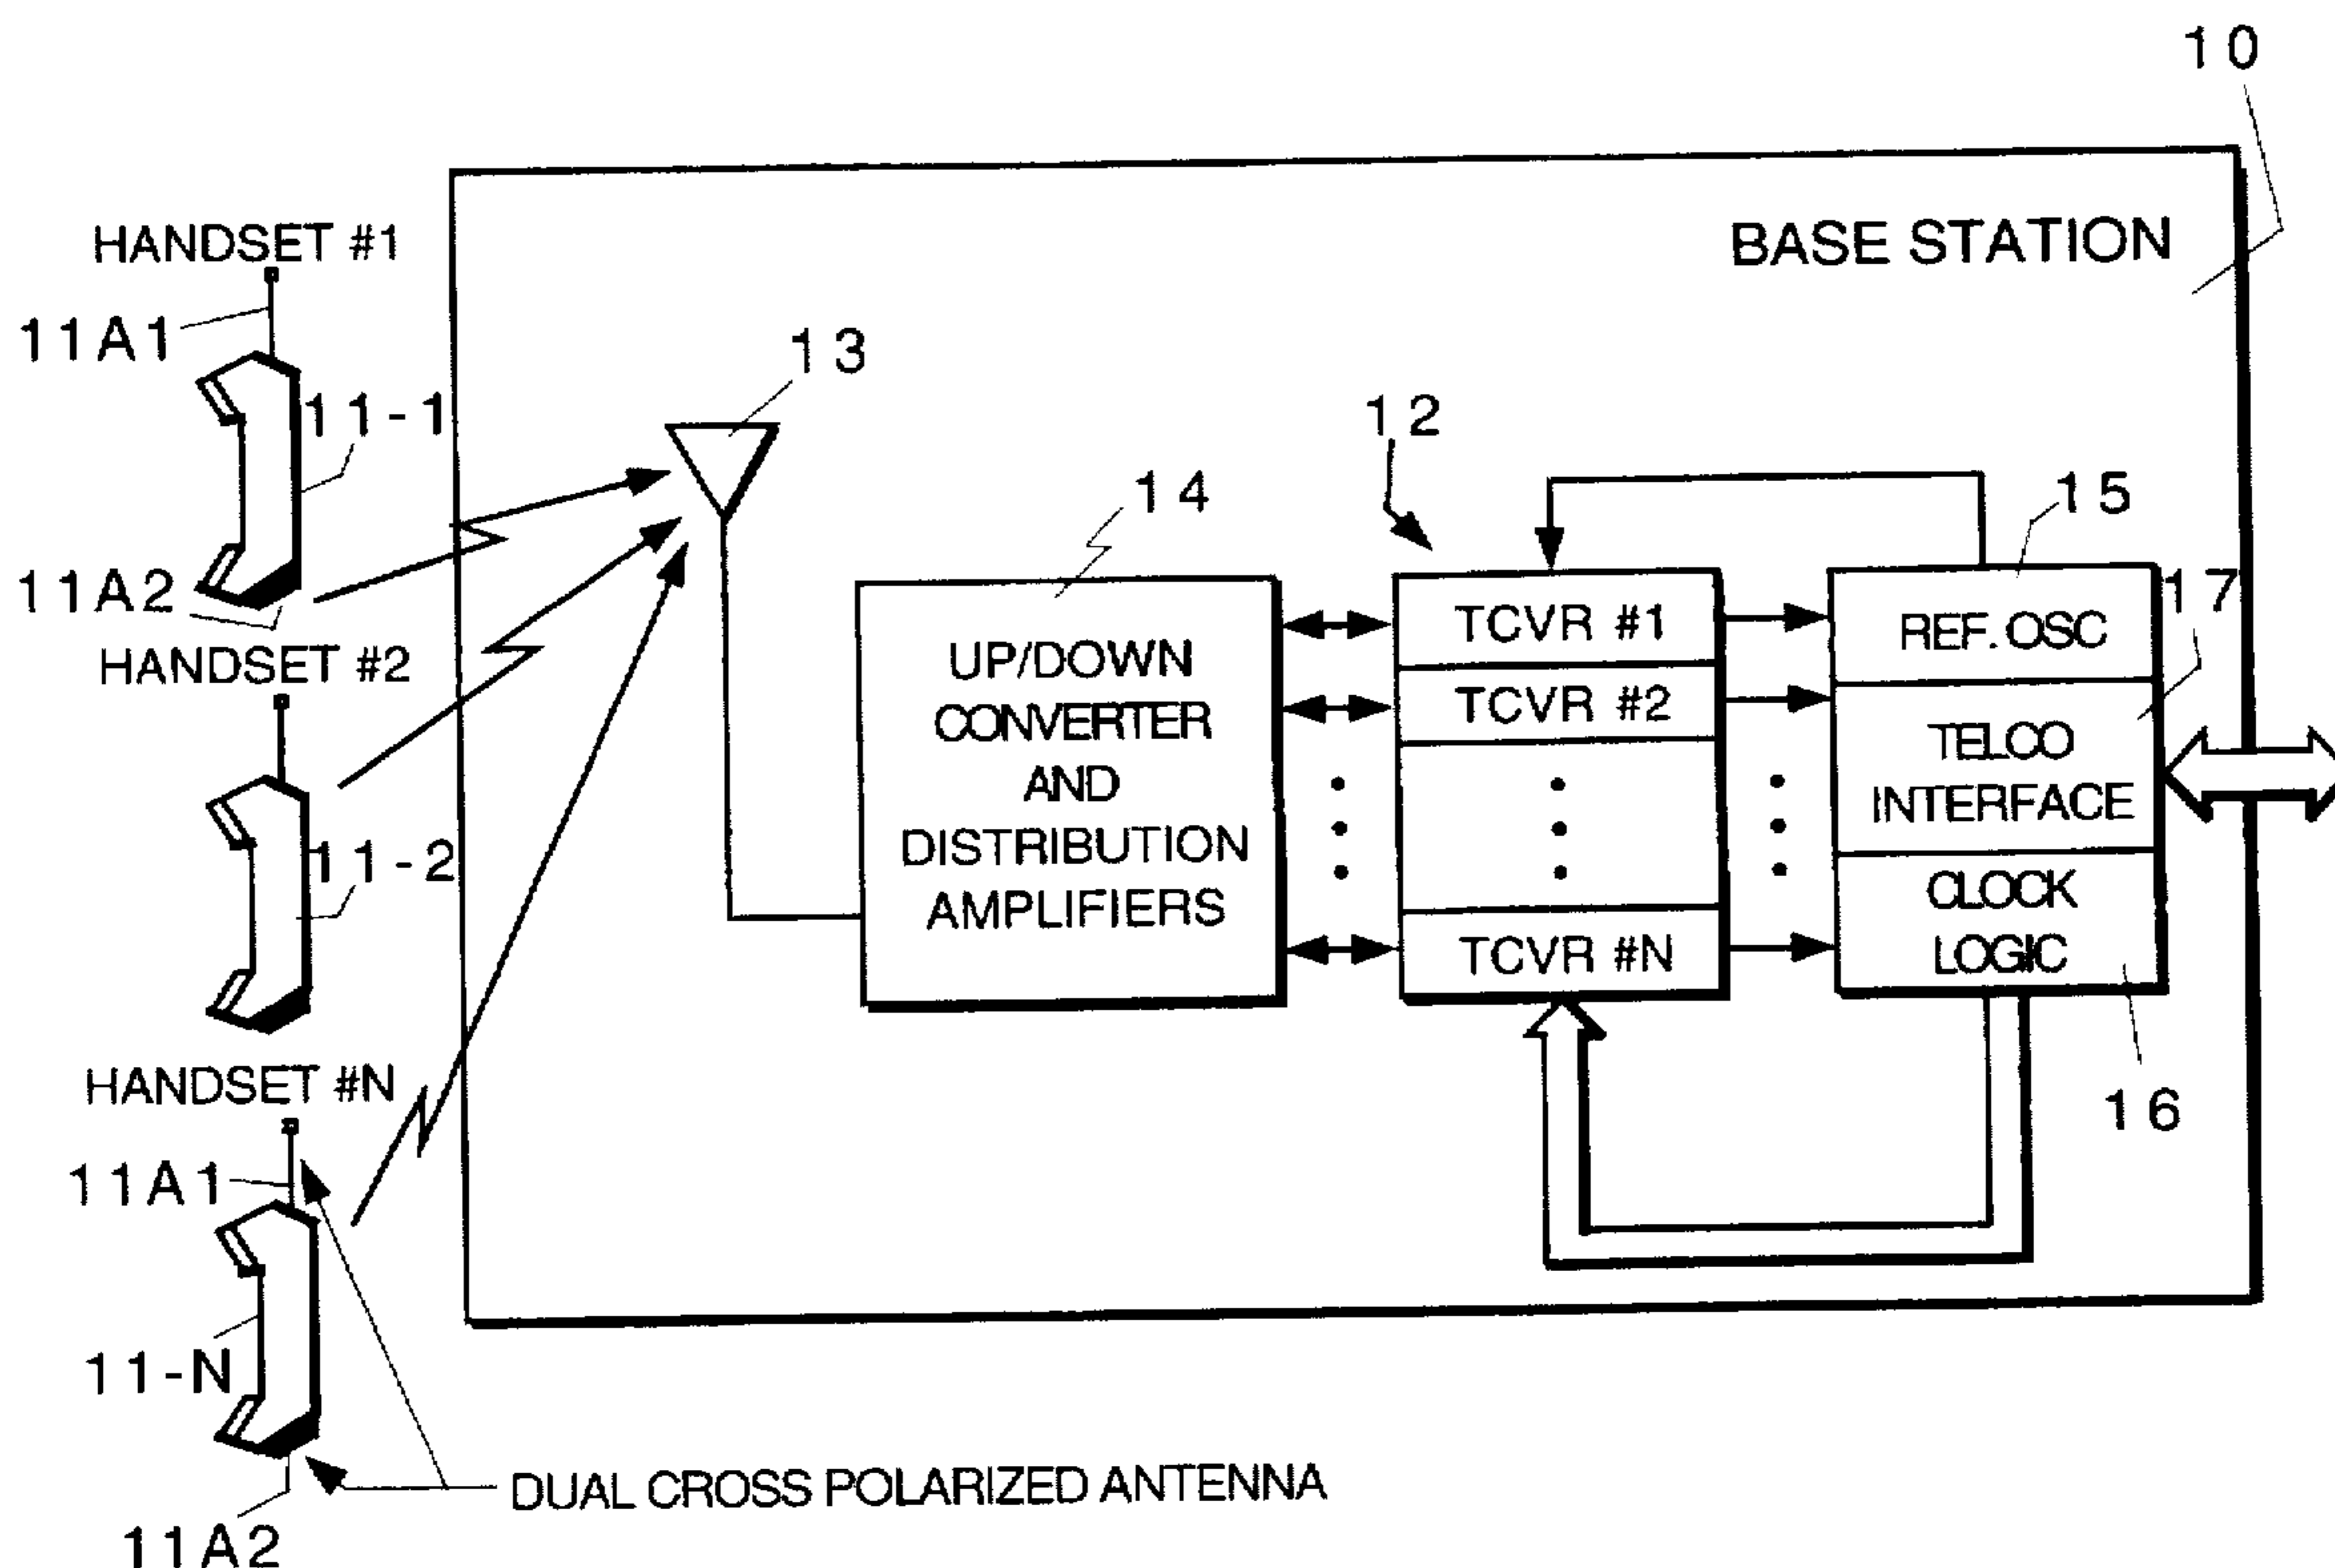 10
BASE STATION
HANDSET #1
11A1
11-1
11A2
13
12
14
15
17
HANDSET #2
11-2
UP/DOWN
CONVERTER
AND
DISTRIBUTION
AMPLIFIERS
TCVR #1
TCVR #2
TCVR #N
REF. OSC
TELCO
INTERFACE
CLOCK
LOGIC
16
HANDSET #N
11A1
11-N
DUAL CROSS POLARIZED ANTENNA
11A2